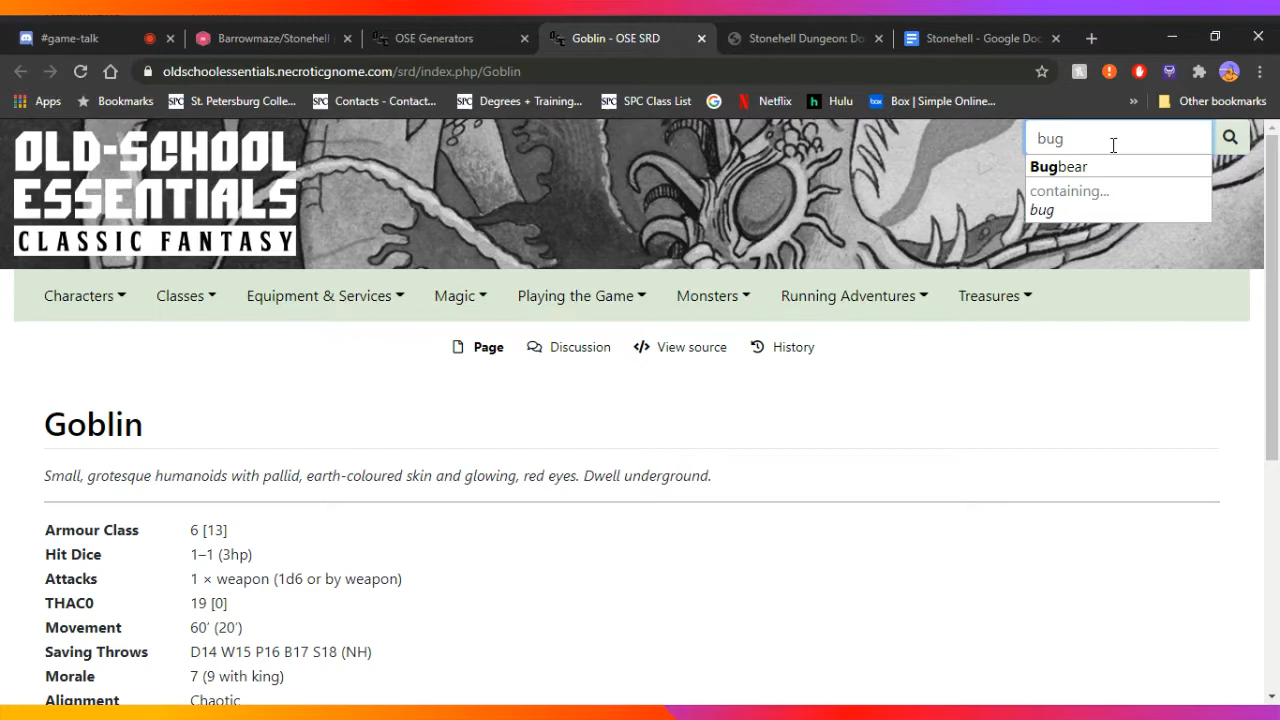 #game-talk
Barrowmaze/Stonehell
OSE Generators
Goblin - OSE SRD
Stonehell Dungeon: Do
Stonehell - Google Doc
oldschoolessentials.necroticgnome.com/srd/index.php/Goblin
Apps
Bookmarks
SPC St. Petersburg Colle...
SPC Contacts - Contact...
SPC Degrees + Training...
SPC SPC Class List
Netflix
h Hulu
box Box | Simple Online...
»
Other bookmarks
OLD-SCHOOL
ESSENTIALS
CLASSIC FANTASY
bug
Bugbear
containing...
bug
Characters
Classes
Equipment & Services
Magic
Playing the Game
Monsters
Running Adventures
Treasures
Page
Discussion
View source
History
Goblin
Small, grotesque humanoids with pallid, earth-coloured skin and glowing, red eyes. Dwell underground.
Armour Class 6 [13]
Hit Dice 1–1 (3hp)
Attacks 1 × weapon (1d6 or by weapon)
THAC0 19 [0]
Movement 60’ (20’)
Saving Throws D14 W15 P16 B17 S18 (NH)
Morale 7 (9 with king)
Alignment Chaotic